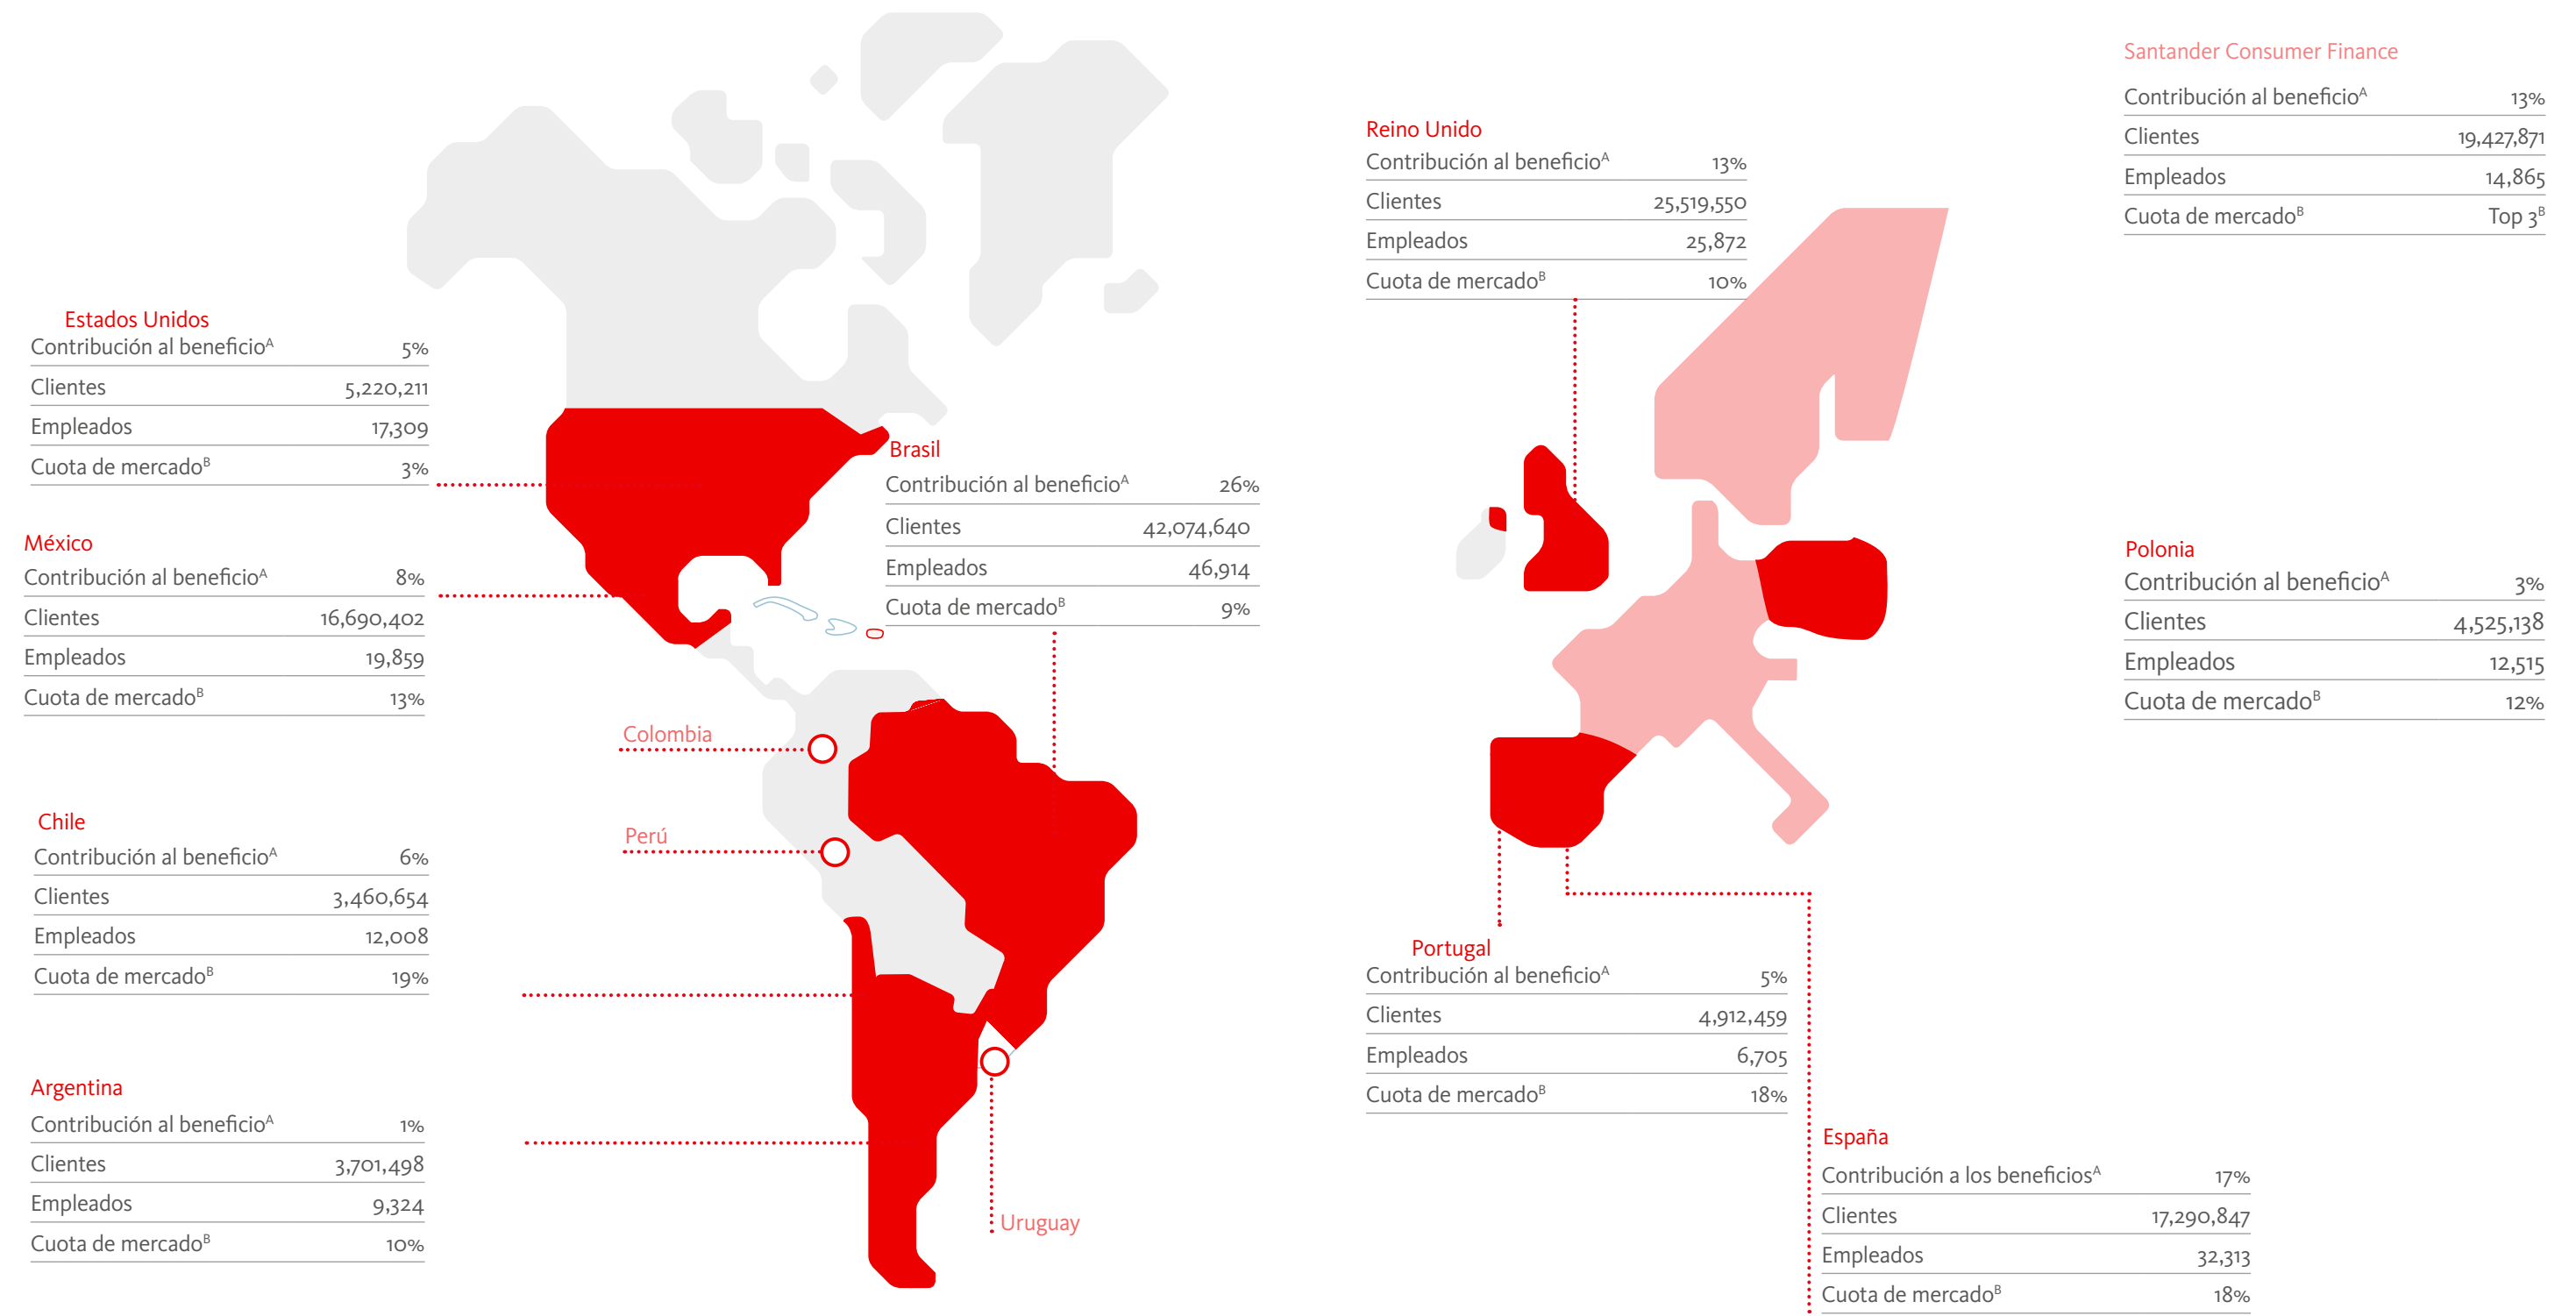 Estados Unidos
Contribución al beneficioᴬ 5%
Clientes 5,220,211
Empleados 17,309
Cuota de mercadoᴮ 3%
México
Contribución al beneficioᴬ 8%
Clientes 16,690,402
Empleados 19,859
Cuota de mercadoᴮ 13%
Chile
Contribución al beneficioᴬ 6%
Clientes 3,460,654
Empleados 12,008
Cuota de mercadoᴮ 19%
Argentina
Contribución al beneficioᴬ 1%
Clientes 3,701,498
Empleados 9,324
Cuota de mercadoᴮ 10%
Brasil
Contribución al beneficioᴬ 26%
Clientes 42,074,640
Empleados 46,914
Cuota de mercadoᴮ 9%
Colombia
Perú
Uruguay
Reino Unido
Contribución al beneficioᴬ 13%
Clientes 25,519,550
Empleados 25,872
Cuota de mercadoᴮ 10%
Portugal
Contribución al beneficioᴬ 5%
Clientes 4,912,459
Empleados 6,705
Cuota de mercadoᴮ 18%
Santander Consumer Finance
Contribución al beneficioᴬ 13%
Clientes 19,427,871
Empleados 14,865
Cuota de mercadoᴮ Top 3ᴮ
Polonia
Contribución al beneficioᴬ 3%
Clientes 4,525,138
Empleados 12,515
Cuota de mercadoᴮ 12%
España
Contribución a los beneficiosᴬ 17%
Clientes 17,290,847
Empleados 32,313
Cuota de mercadoᴮ 18%